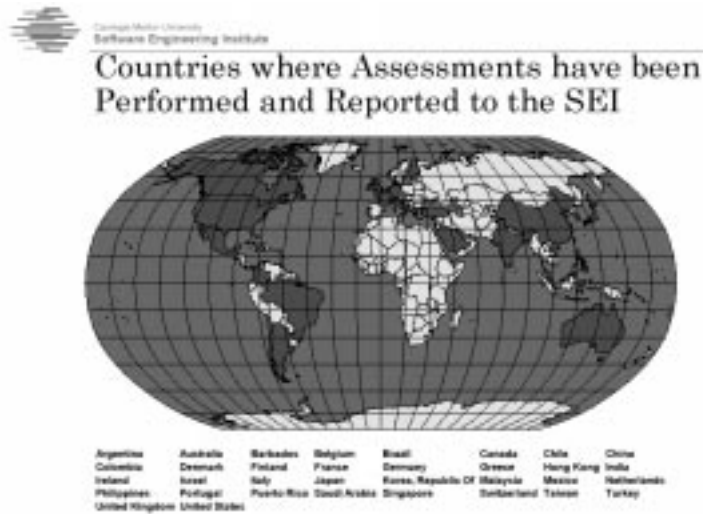 Carnegie Mellon University
Software Engineering Institute
Countries where Assessments have been
Performed and Reported to the SEI
Argentina Australia Barbados Belgium Brazil Canada Chile China
Colombia Denmark Finland France Germany Greece Hong Kong India
Ireland Israel Italy Japan Korea, Republic Of Malaysia Mexico Netherlands
Philippines Portugal Puerto Rico Saudi Arabia Singapore Switzerland Taiwan Turkey
United Kingdom United States